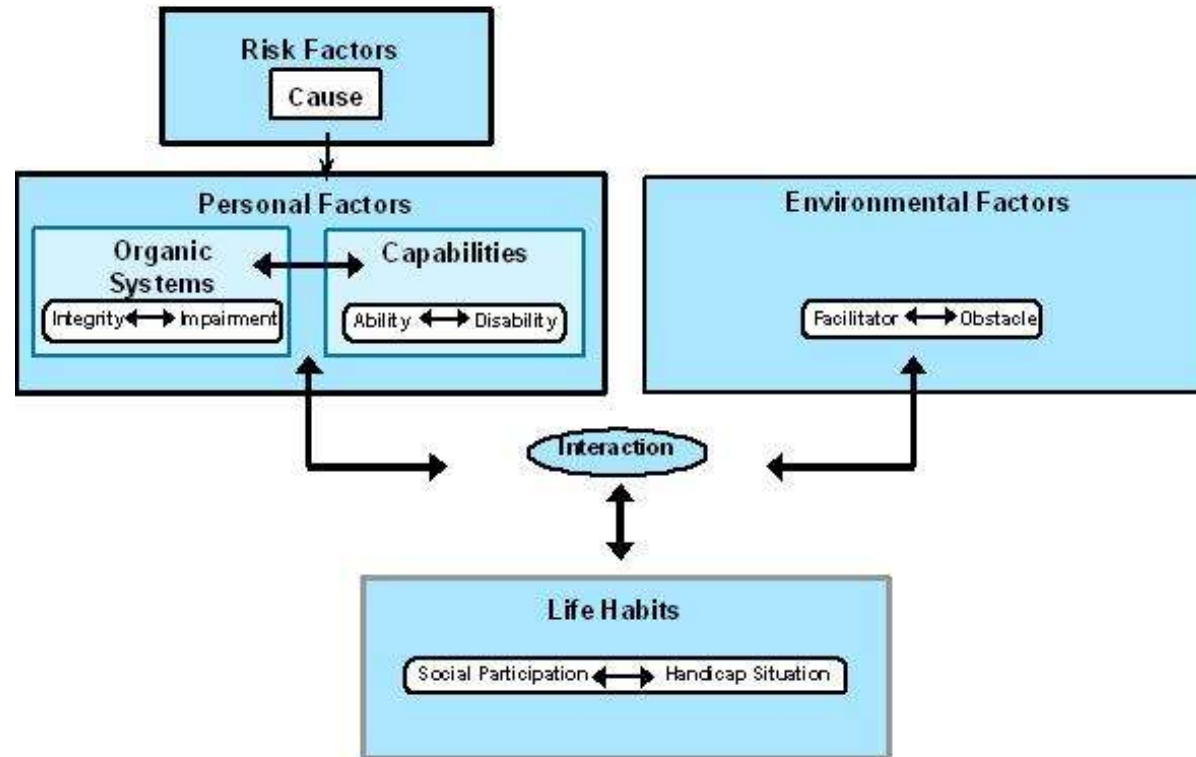 Risk Factors
Cause
Personal Factors
Organic
Systems
Integrity Impairment
Capabilities
Ability Disability
Environmental Factors
Facilitator Obstacle
Interaction
Life Habits
Social Participation Handicap Situation